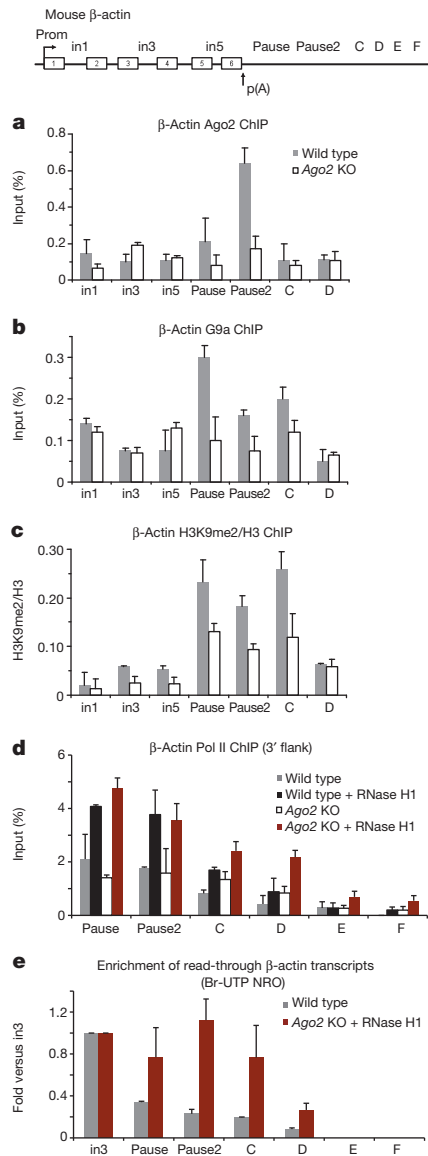 Mouse β-actin
Prom in1 in3 in5 Pause Pause2 C D E F
1 2 3 4 5 6
p(A)
a
β-Actin Ago2 ChIP
Wild type
Ago2 KO
Input (%)
0.8
0.6
0.4
0.2
0
in1 in3 in5 Pause Pause2 C D
b
β-Actin G9a ChIP
Input (%)
0.3
0.2
0.1
0
in1 in3 in5 Pause Pause2 C D
c
β-Actin H3K9me2/H3 ChIP
H3K9me2/H3
0.30
0.20
0.10
0
in1 in3 in5 Pause Pause2 C D
d
β-Actin Pol II ChIP (3′ flank)
Wild type
Wild type + RNase H1
Ago2 KO
Ago2 KO + RNase H1
Input (%)
6
4
2
0
Pause Pause2 C D E F
e
Enrichment of read-through β-actin transcripts
(Br-UTP NRO)
Wild type
Ago2 KO + RNase H1
Fold versus in3
1.2
0.8
0.4
0
in3 Pause Pause2 C D E F